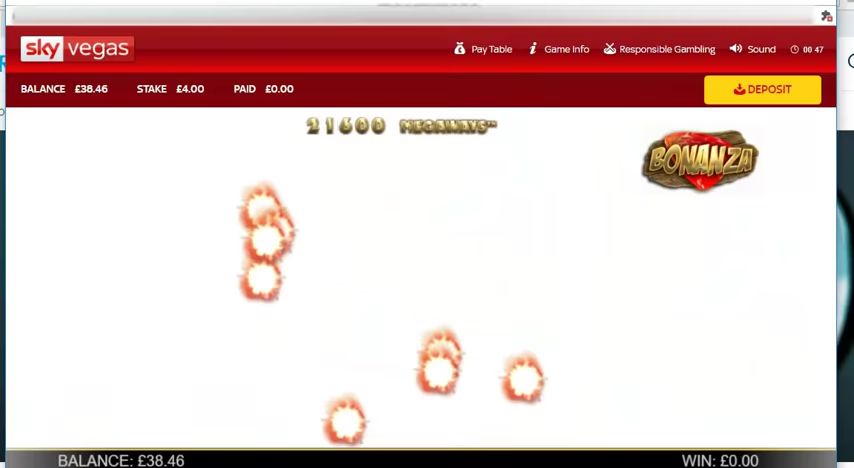 sky vegas
Pay Table
Game Info
Responsible Gambling
Sound
00 47
BALANCE £38.46
STAKE £4.00
PAID £0.00
DEPOSIT
21600 MEGAWAYS™
BONANZA
BALANCE: £38.46
WIN: £0.00